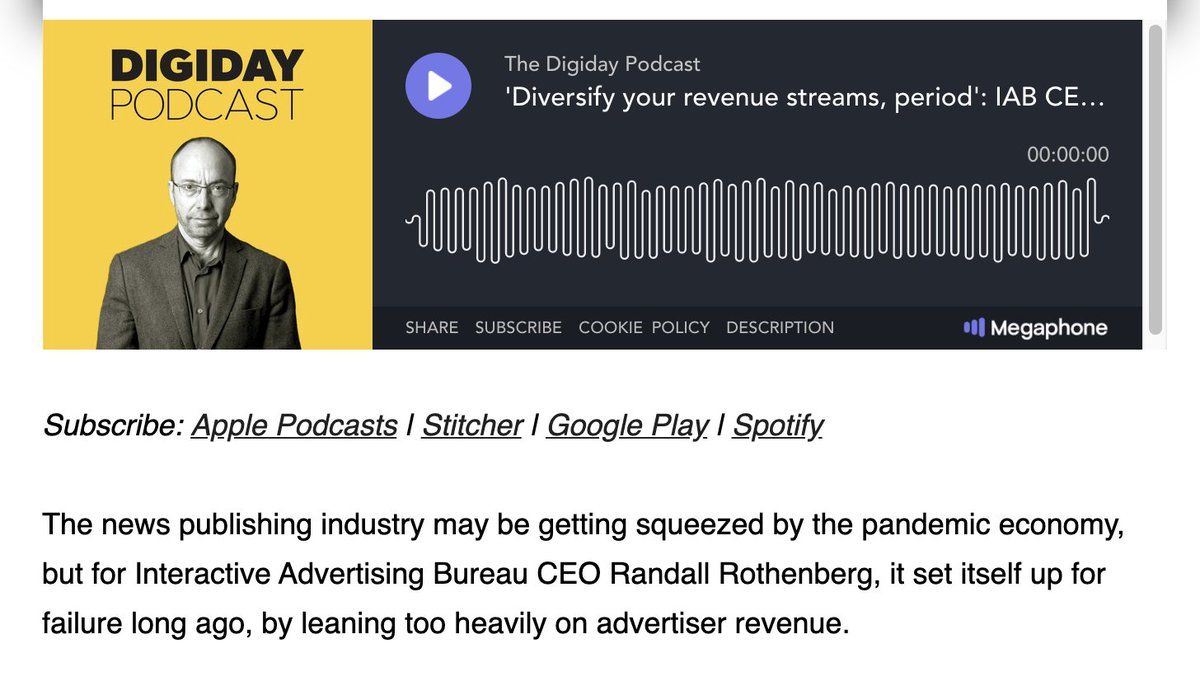 DIGIDAY
PODCAST
The Digiday Podcast
'Diversify your revenue streams, period': IAB CE...
00:00:00
SHARE SUBSCRIBE COOKIE POLICY DESCRIPTION
Megaphone
Subscribe: Apple Podcasts | Stitcher | Google Play | Spotify
The news publishing industry may be getting squeezed by the pandemic economy,
but for Interactive Advertising Bureau CEO Randall Rothenberg, it set itself up for
failure long ago, by leaning too heavily on advertiser revenue.